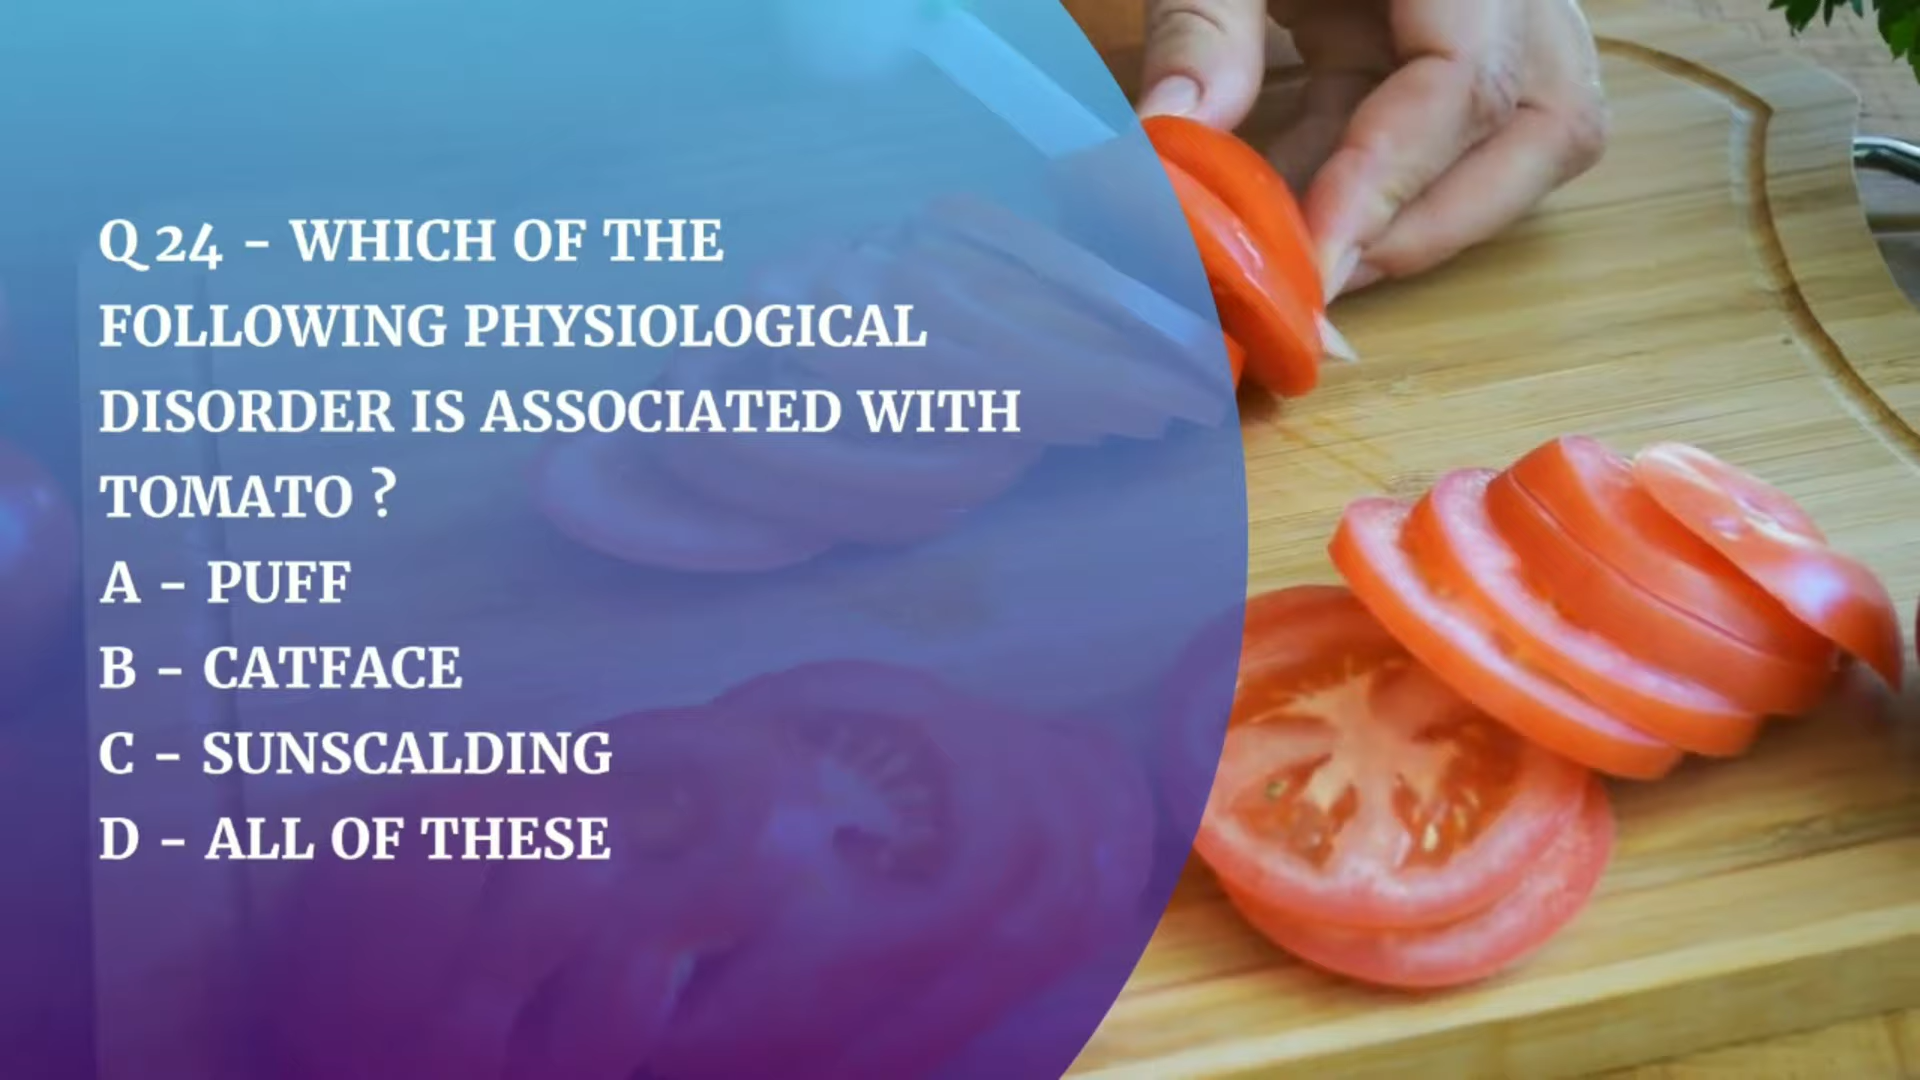 Q 24 - WHICH OF THE
FOLLOWING PHYSIOLOGICAL
DISORDER IS ASSOCIATED WITH
TOMATO ?
A - PUFF
B - CATFACE
C - SUNSCALDING
D - ALL OF THESE